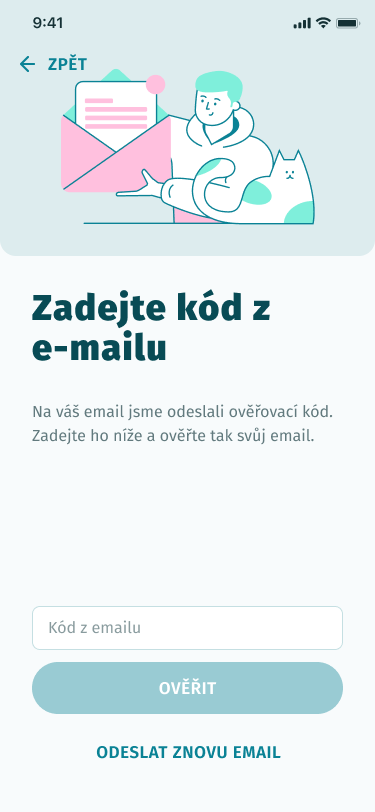 9:41
ZPĚT
Zadejte kód z
e-mailu
Na váš email jsme odeslali ověřovací kód.
Zadejte ho níže a ověřte tak svůj email.
Kód z emailu
OVĚŘIT
ODESLAT ZNOVU EMAIL